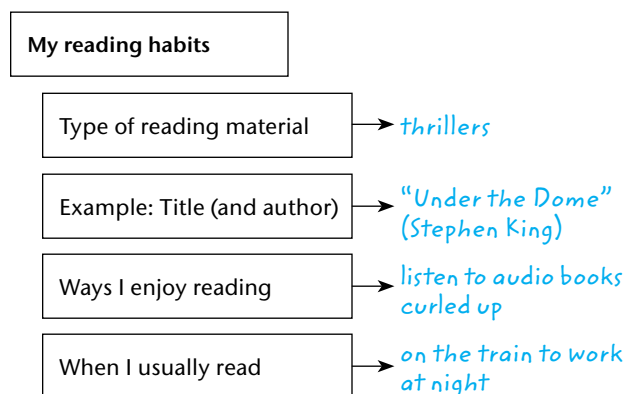 My reading habits
Type of reading material
thrillers
Example: Title (and author)
“Under the Dome”
(Stephen King)
Ways I enjoy reading
listen to audio books
curled up
When I usually read
on the train to work
at night